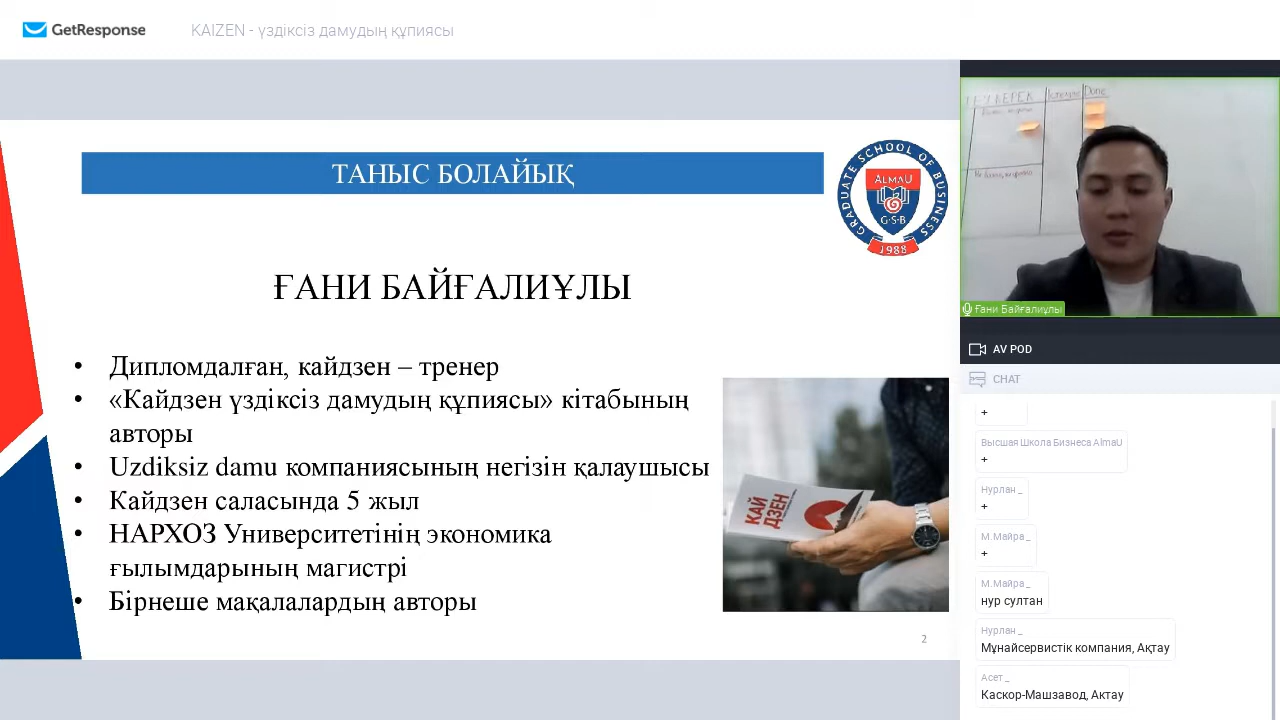 GetResponse
KAIZEN - үздіксіз дамудың құпиясы
ТАНЫС БОЛАЙЫҚ
GRADUATE SCHOOL OF BUSINESS
ALMAU
G·S·B
1988
ҒАНИ БАЙҒАЛИҰЛЫ
• Дипломдалған, кайдзен – тренер
• «Кайдзен үздіксіз дамудың құпиясы» кітабының
авторы
• Uzdiksiz damu компаниясының негізін қалаушысы
• Кайдзен саласында 5 жыл
• НАРХОЗ Университетінің экономика
ғылымдарының магистрі
• Бірнеше мақалалардың авторы
КАЙ
ДЗЕН
2
Done
Ғани Байғалиұлы
AV POD
CHAT
+
Высшая Школа Бизнеса AlmaU
+
Нурлан _
+
М.Майра _
+
М.Майра _
нур султан
Нурлан _
Мұнайсервистік компания, Ақтау
Асет _
Каскор-Машзавод, Актау